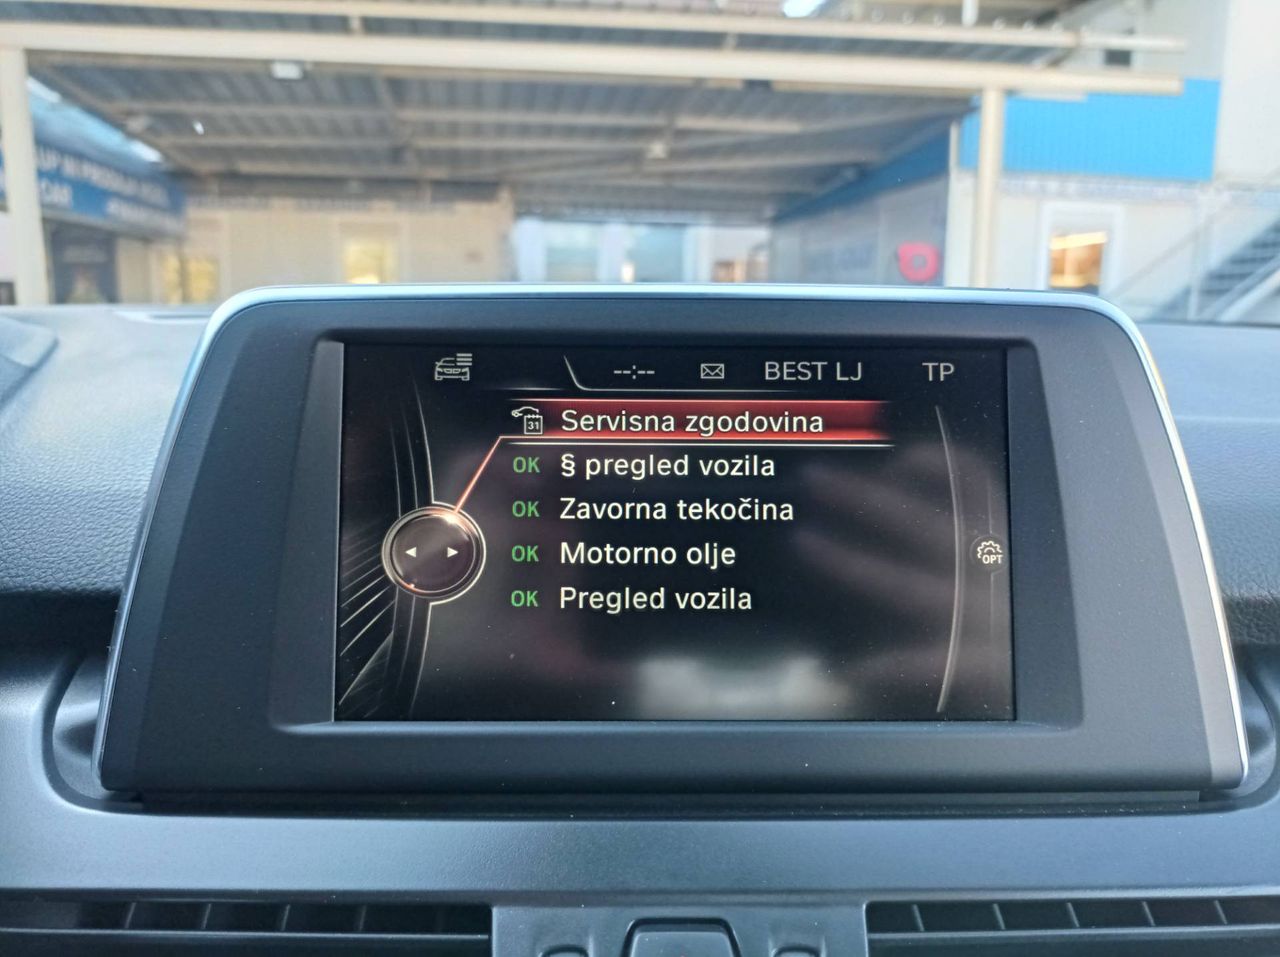 --:-- BEST LJ TP
31 Servisna zgodovina
OK § pregled vozila
OK Zavorna tekočina
OK Motorno olje
OK Pregled vozila
OPT